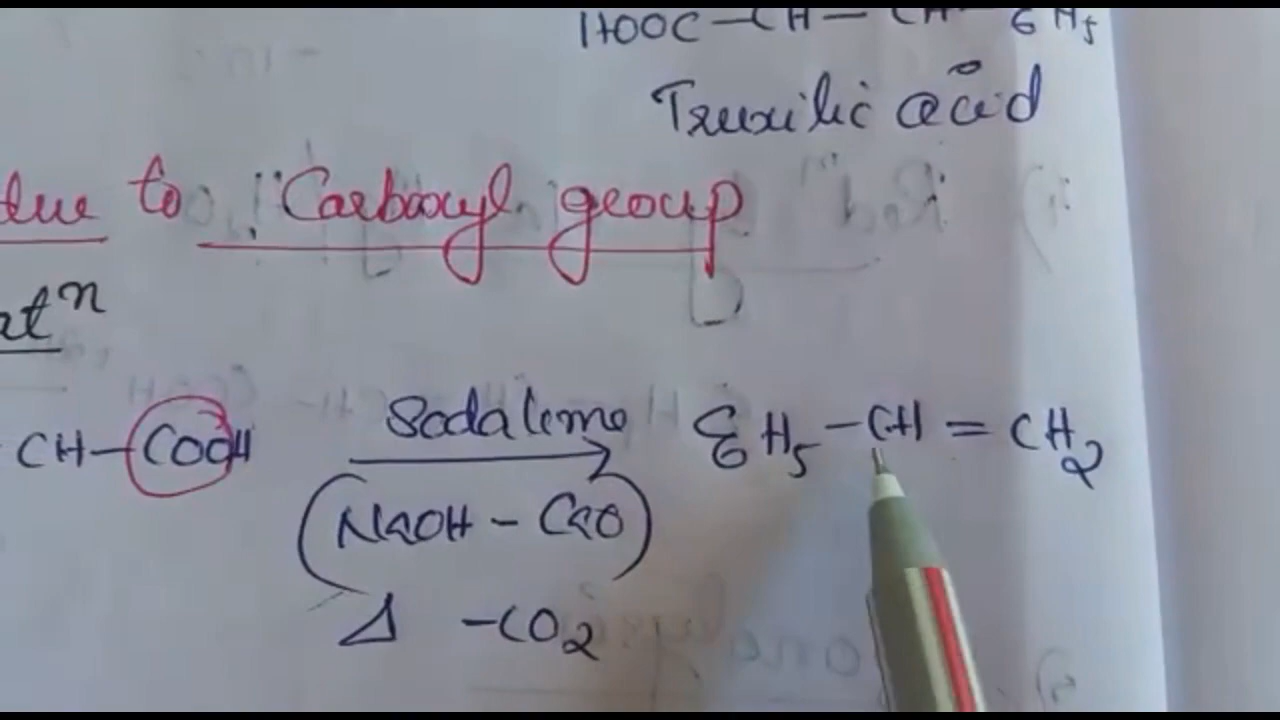 HOOC—CH—CH—C6H5
Truxilic acid
due to "Carboxyl group"
atⁿ
CH—COOH Sodalime C6H5—CH=CH2
(NaOH – CaO)
Δ –CO2